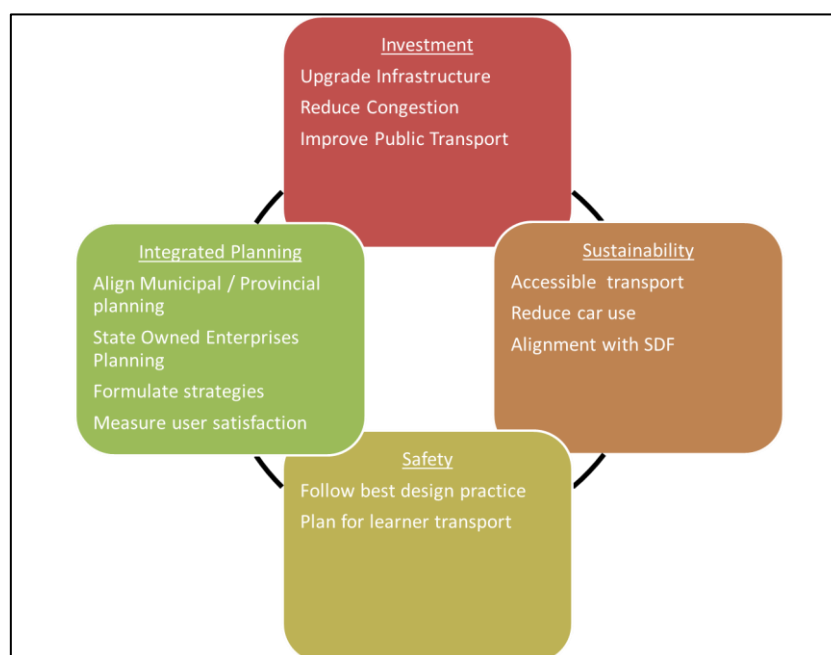 Investment
Upgrade Infrastructure
Reduce Congestion
Improve Public Transport
Integrated Planning
Align Municipal / Provincial
planning
State Owned Enterprises
Planning
Formulate strategies
Measure user satisfaction
Sustainability
Accessible transport
Reduce car use
Alignment with SDF
Safety
Follow best design practice
Plan for learner transport